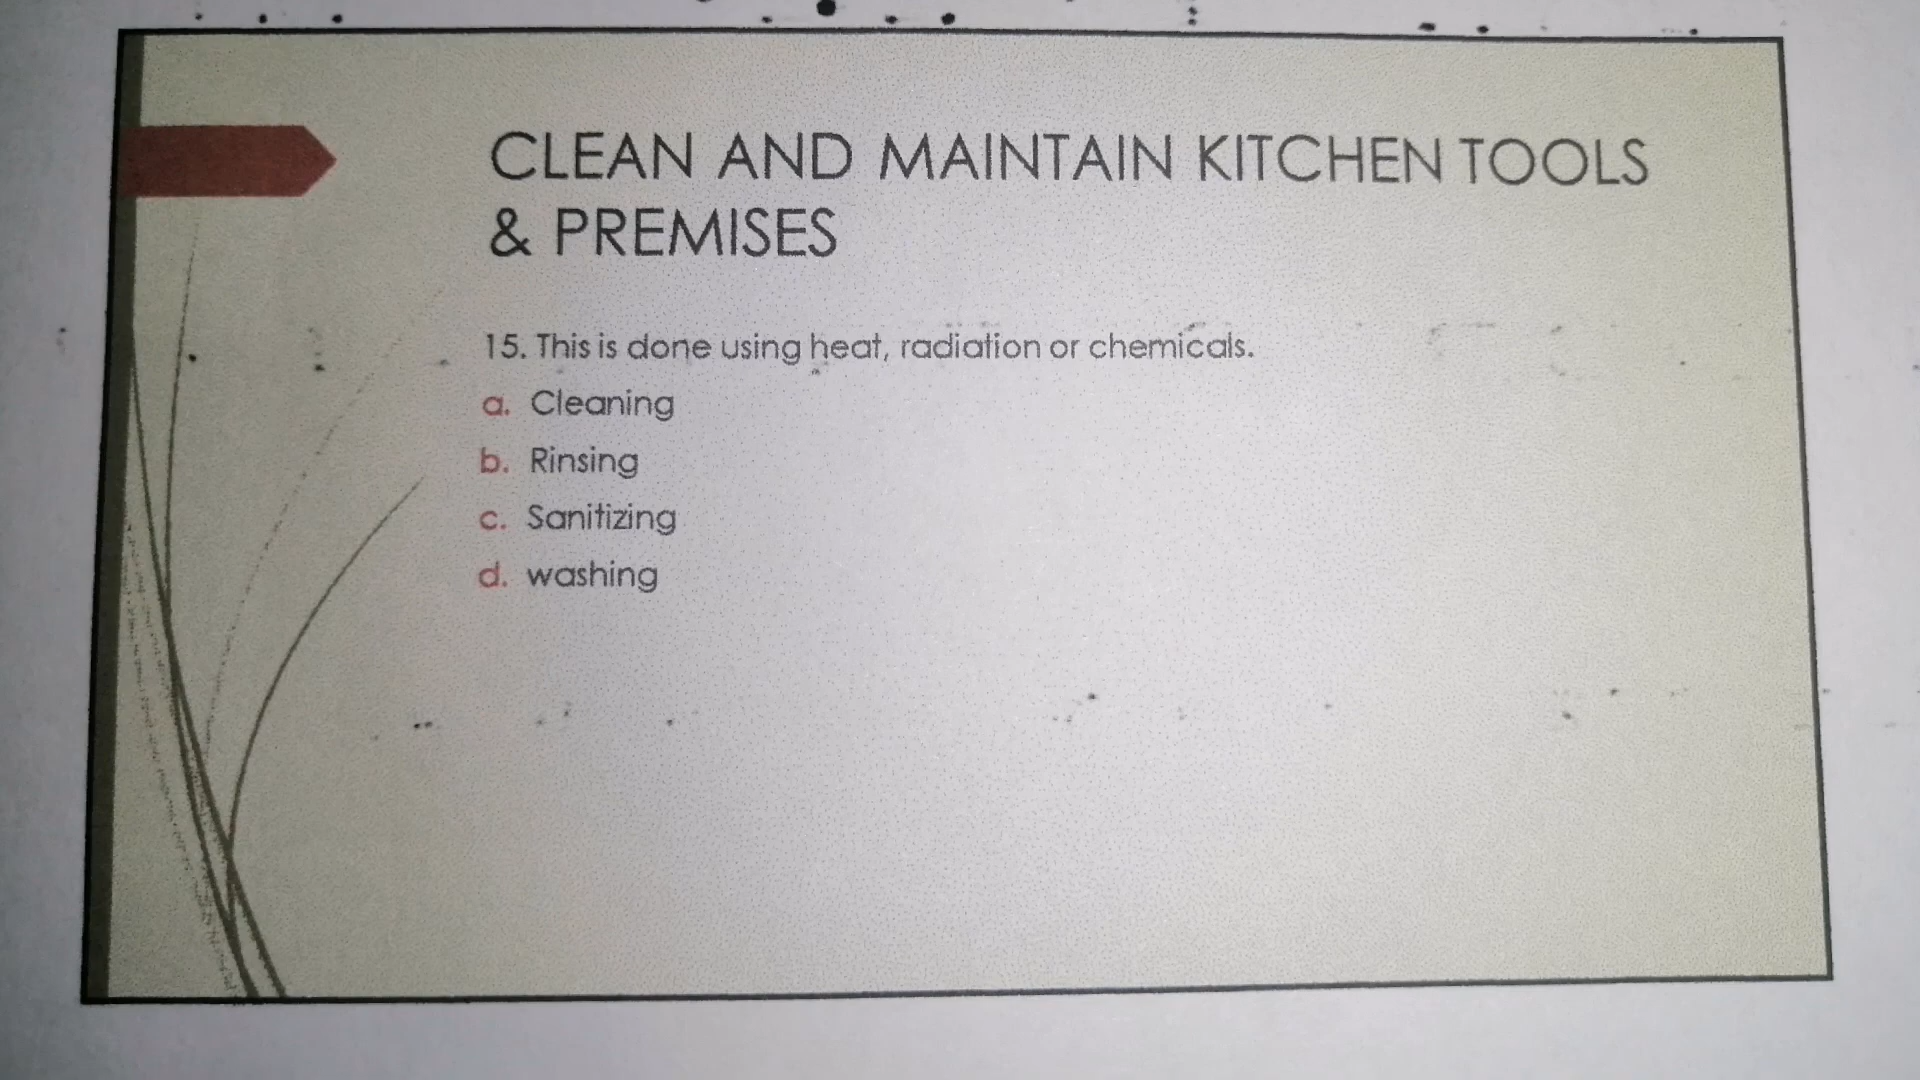 CLEAN AND MAINTAIN KITCHEN TOOLS
& PREMISES
15. This is done using heat, radiation or chemicals.
a. Cleaning
b. Rinsing
c. Sanitizing
d. washing